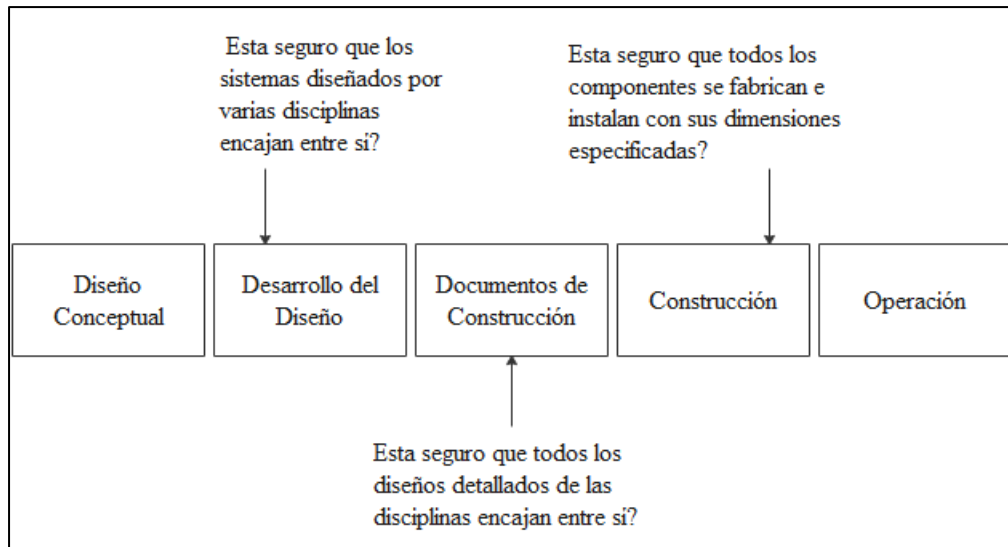 Esta seguro que los
sistemas diseñados por
varias disciplinas
encajan entre sí?
Esta seguro que todos los
componentes se fabrican e
instalan con sus dimensiones
especificadas?
Diseño
Conceptual
Desarrollo del
Diseño
Documentos de
Construcción
Construcción
Operación
Esta seguro que todos los
diseños detallados de las
disciplinas encajan entre sí?